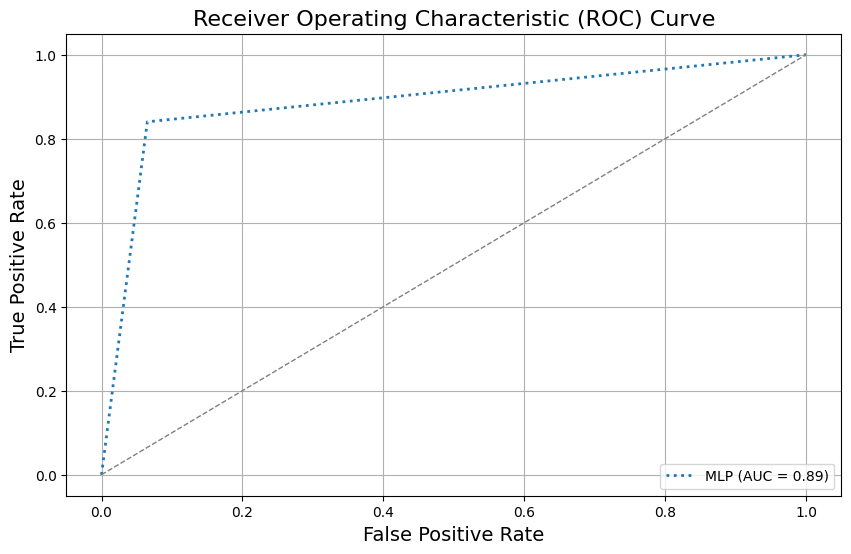 Receiver Operating Characteristic (ROC) Curve
True Positive Rate
1.0
0.8
0.6
0.4
0.2
0.0
MLP (AUC = 0.89)
0.0 0.2 0.4 0.6 0.8 1.0
False Positive Rate